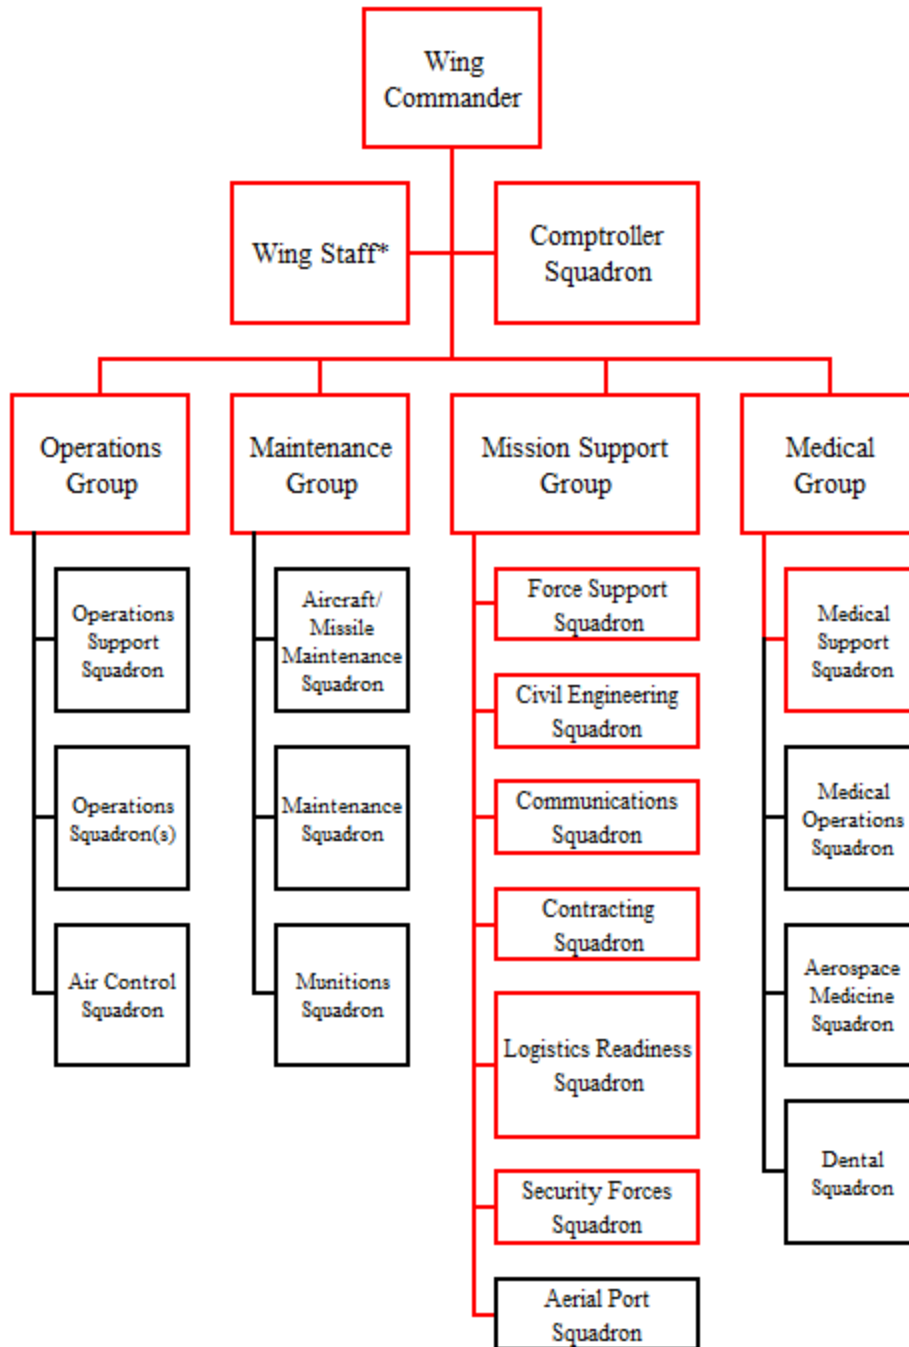 Wing
Commander
Wing Staff*
Comptroller
Squadron
Operations
Group
Maintenance
Group
Mission Support
Group
Medical
Group
Operations
Support
Squadron
Operations
Squadron(s)
Air Control
Squadron
Aircraft/
Missile
Maintenance
Squadron
Maintenance
Squadron
Munitions
Squadron
Force Support
Squadron
Civil Engineering
Squadron
Communications
Squadron
Contracting
Squadron
Logistics Readiness
Squadron
Security Forces
Squadron
Aerial Port
Squadron
Medical
Support
Squadron
Medical
Operations
Squadron
Aerospace
Medicine
Squadron
Dental
Squadron